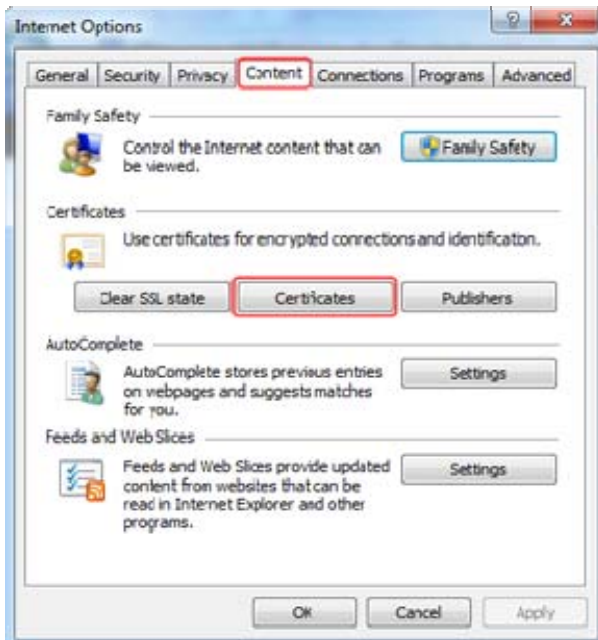 Internet Options
General Security Privacy Content Connections Programs Advanced
Family Safety
Control the Internet content that can
be viewed.
Family Safety
Certificates
Use certificates for encrypted connections and identification.
Clear SSL state
Certificates
Publishers
AutoComplete
AutoComplete stores previous entries
on webpages and suggests matches
for you.
Settings
Feeds and Web Slices
Feeds and Web Slices provide updated
content from websites that can be
read in Internet Explorer and other
programs.
Settings
OK
Cancel
Apply